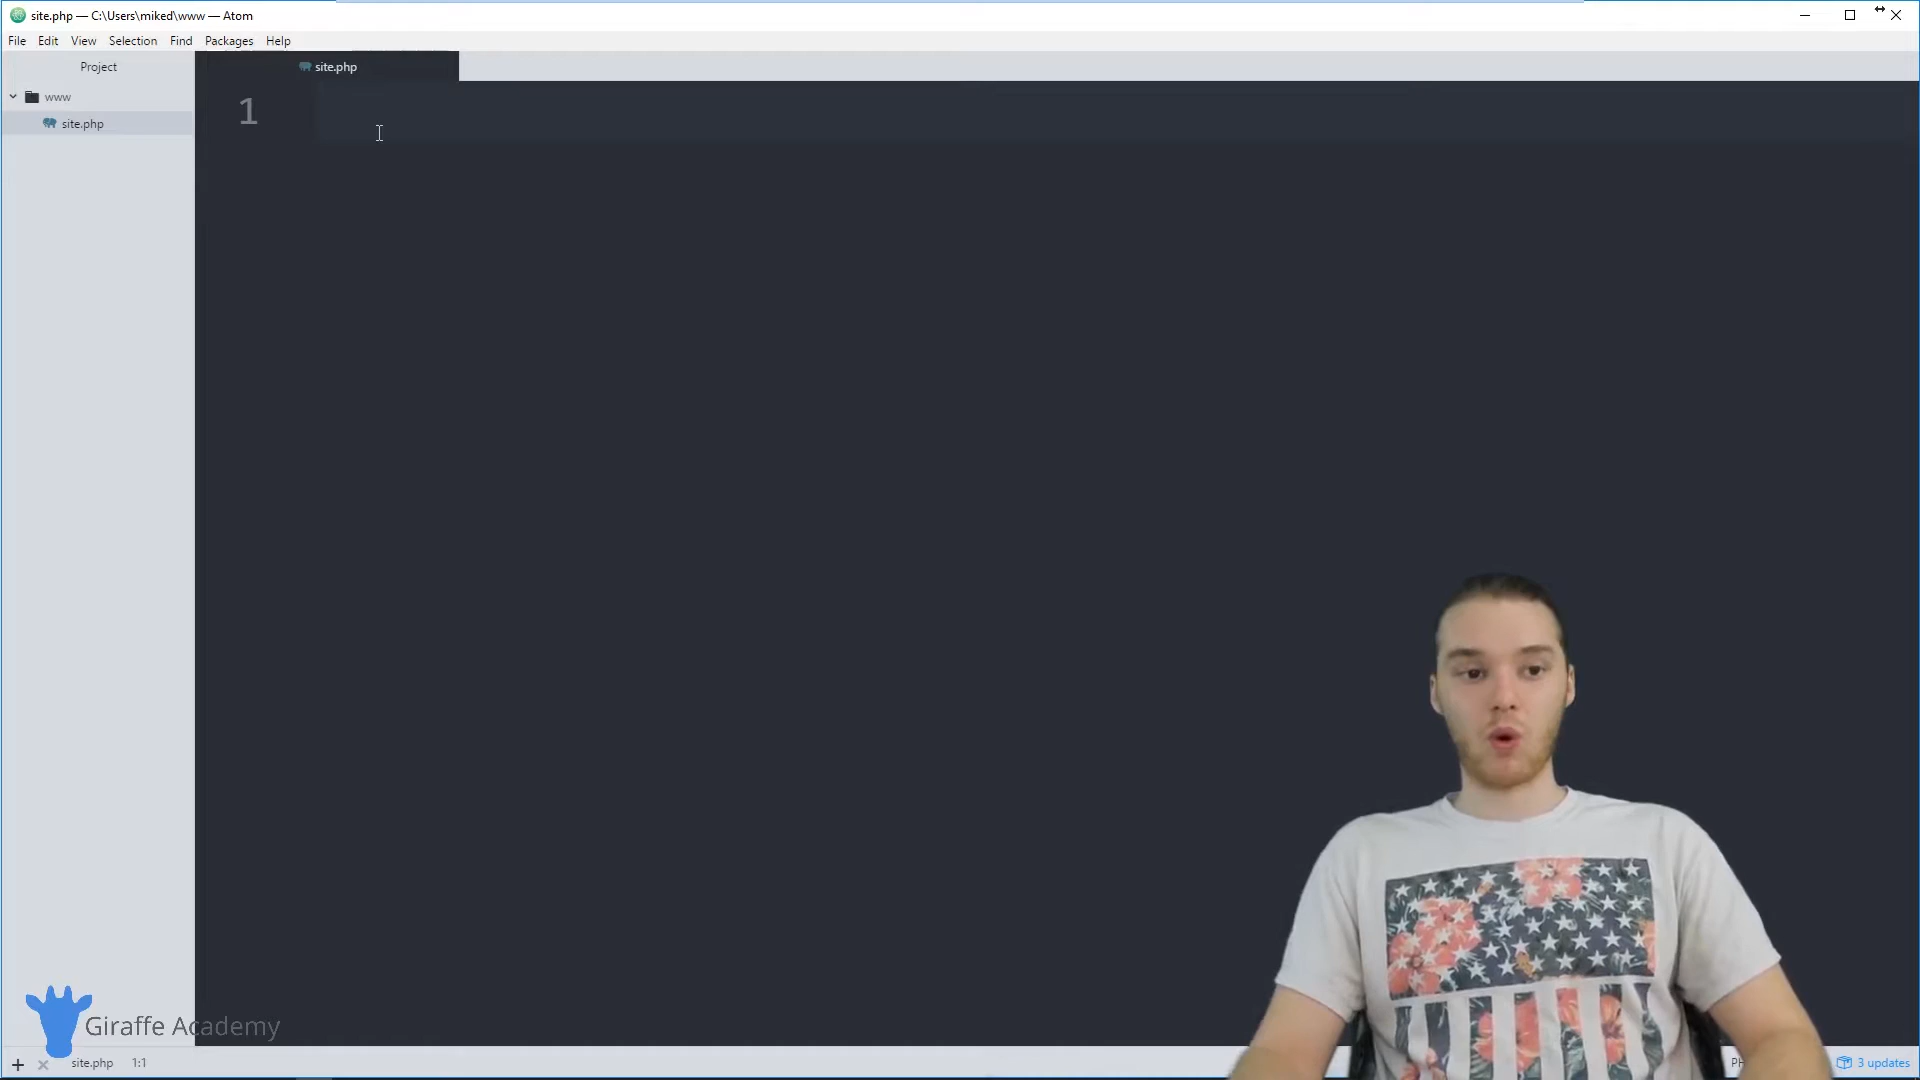 site.php — C:\Users\miked\www — Atom
File Edit View Selection Find Packages Help
Project
site.php
www
site.php
1
Giraffe Academy
site.php 1:1
3 updates